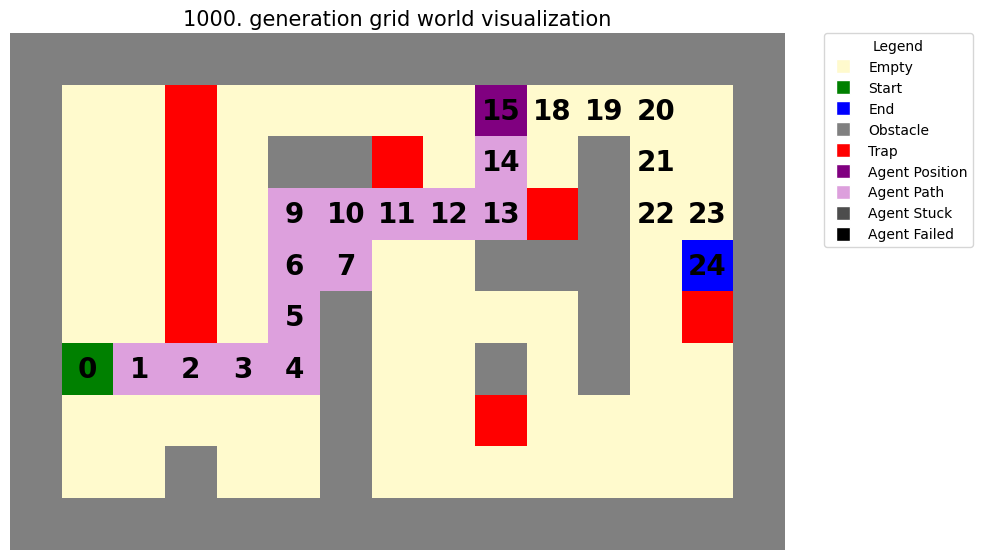 1000. generation grid world visualization
Legend
Empty
Start
End
Obstacle
Trap
Agent Position
Agent Path
Agent Stuck
Agent Failed
15 18 19 20
14 21
9 10 11 12 13 22 23
6 7 24
5
0 1 2 3 4